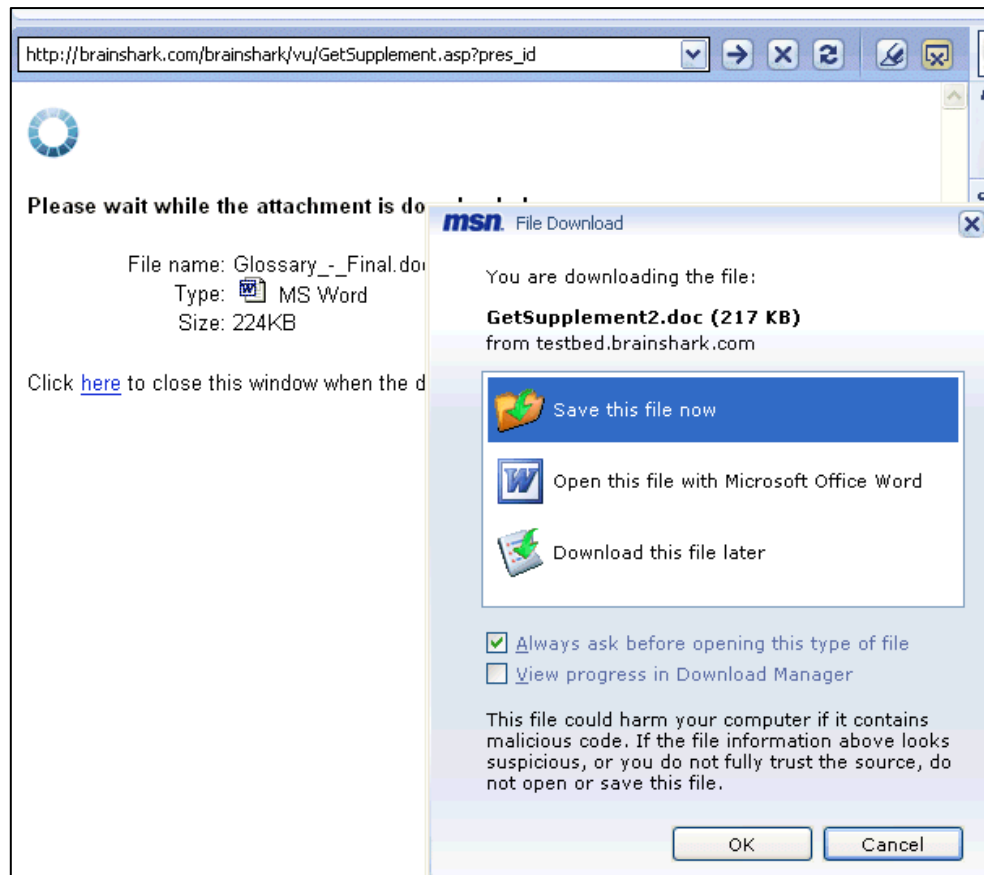 http://brainshark.com/brainshark/vu/GetSupplement.asp?pres_id
Please wait while the attachment is
File name: Glossary_-_Final.doc
Type: MS Word
Size: 224KB
Click here to close this window when the
msn. File Download
You are downloading the file:
GetSupplement2.doc (217 KB)
from testbed.brainshark.com
Save this file now
Open this file with Microsoft Office Word
Download this file later
Always ask before opening this type of file
View progress in Download Manager
This file could harm your computer if it contains
malicious code. If the file information above looks
suspicious, or you do not fully trust the source, do
not open or save this file.
OK
Cancel